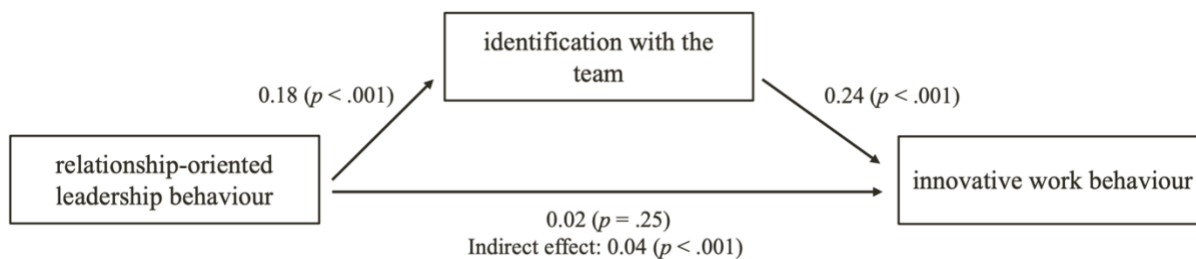 identification with the
team
0.18 (p < .001)
0.24 (p < .001)
relationship-oriented
leadership behaviour
innovative work behaviour
0.02 (p = .25)
Indirect effect: 0.04 (p < .001)